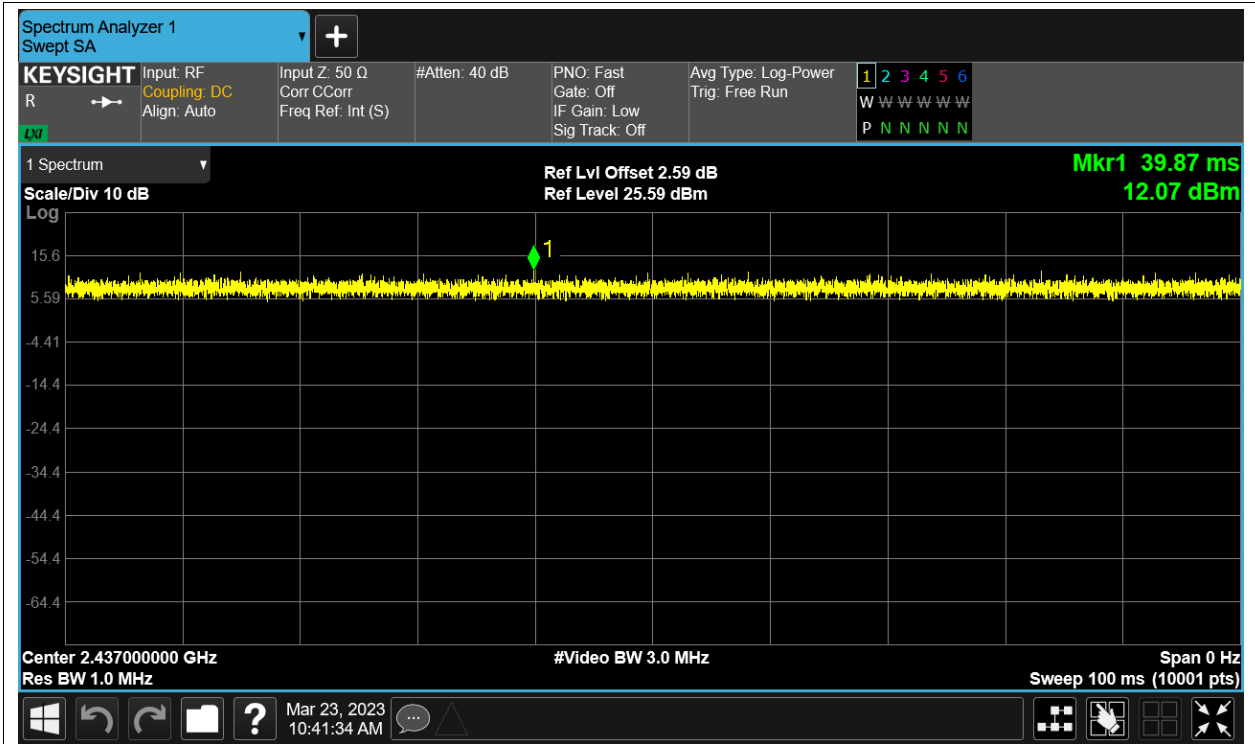 Spectrum Analyzer 1
Swept SA
KEYSIGHT
R
LXI
Input: RF
Coupling: DC
Align: Auto
Input Z: 50 Ω
Corr CCorr
Freq Ref: Int (S)
#Atten: 40 dB
PNO: Fast
Gate: Off
IF Gain: Low
Sig Track: Off
Avg Type: Log-Power
Trig: Free Run
1 2 3 4 5 6
W W W W W W
P N N N N N
1 Spectrum
Scale/Div 10 dB
Log
Ref Lvl Offset 2.59 dB
Ref Level 25.59 dBm
Mkr1 39.87 ms
12.07 dBm
1
15.6
5.59
-4.41
-14.4
-24.4
-34.4
-44.4
-54.4
-64.4
Center 2.437000000 GHz
Res BW 1.0 MHz
#Video BW 3.0 MHz
Span 0 Hz
Sweep 100 ms (10001 pts)
?
Mar 23, 2023
10:41:34 AM